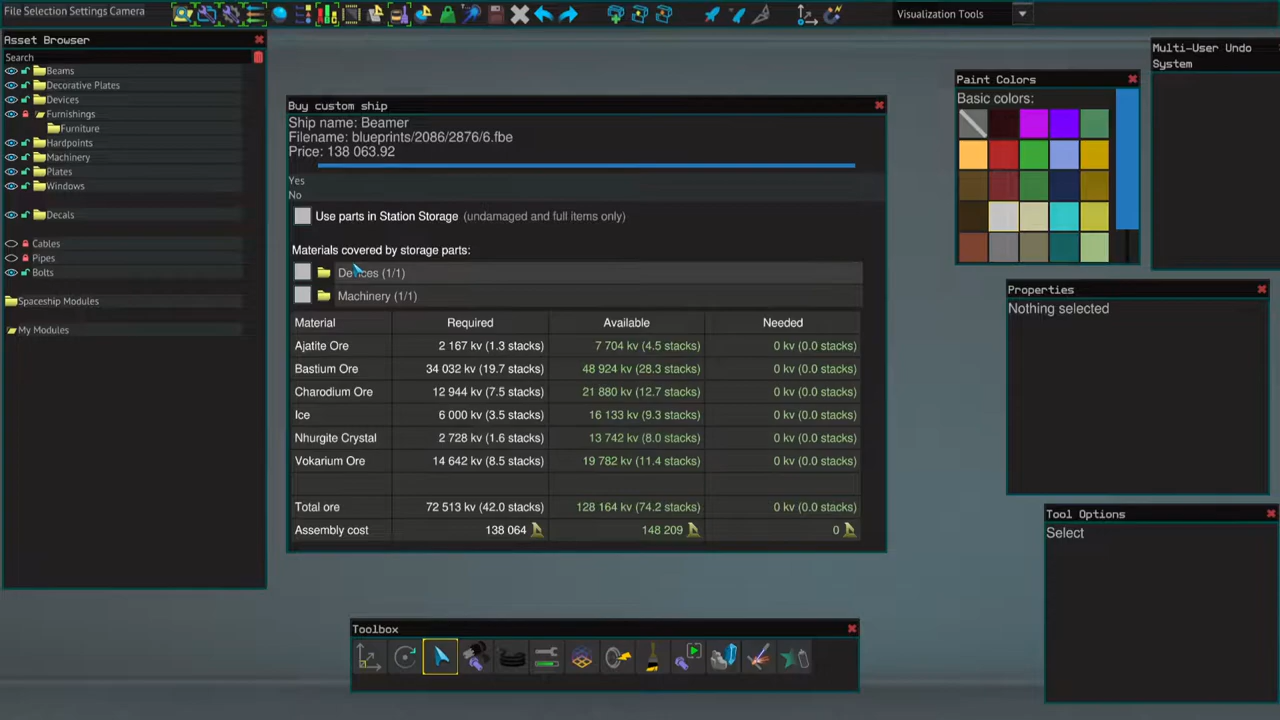 File Selection Settings Camera
Visualization Tools
Asset Browser
Search
Beams
Decorative Plates
Devices
Furnishings
Furniture
Hardpoints
Machinery
Plates
Windows
Decals
Cables
Pipes
Bolts
Spaceship Modules
My Modules
Buy custom ship
Ship name: Beamer
Filename: blueprints/2086/2876/6.fbe
Price: 138 063.92
Yes
No
Use parts in Station Storage (undamaged and full items only)
Materials covered by storage parts:
Devices (1/1)
Machinery (1/1)
Material Required Available Needed
Ajatite Ore 2 167 kv (1.3 stacks) 7 704 kv (4.5 stacks) 0 kv (0.0 stacks)
Bastium Ore 34 032 kv (19.7 stacks) 48 924 kv (28.3 stacks) 0 kv (0.0 stacks)
Charodium Ore 12 944 kv (7.5 stacks) 21 880 kv (12.7 stacks) 0 kv (0.0 stacks)
Ice 6 000 kv (3.5 stacks) 16 133 kv (9.3 stacks) 0 kv (0.0 stacks)
Nhurgite Crystal 2 728 kv (1.6 stacks) 13 742 kv (8.0 stacks) 0 kv (0.0 stacks)
Vokarium Ore 14 642 kv (8.5 stacks) 19 782 kv (11.4 stacks) 0 kv (0.0 stacks)
Total ore 72 513 kv (42.0 stacks) 128 164 kv (74.2 stacks) 0 kv (0.0 stacks)
Assembly cost 138 064 148 209 0
Toolbox
Paint Colors
Basic colors:
Multi-User Undo
System
Properties
Nothing selected
Tool Options
Select